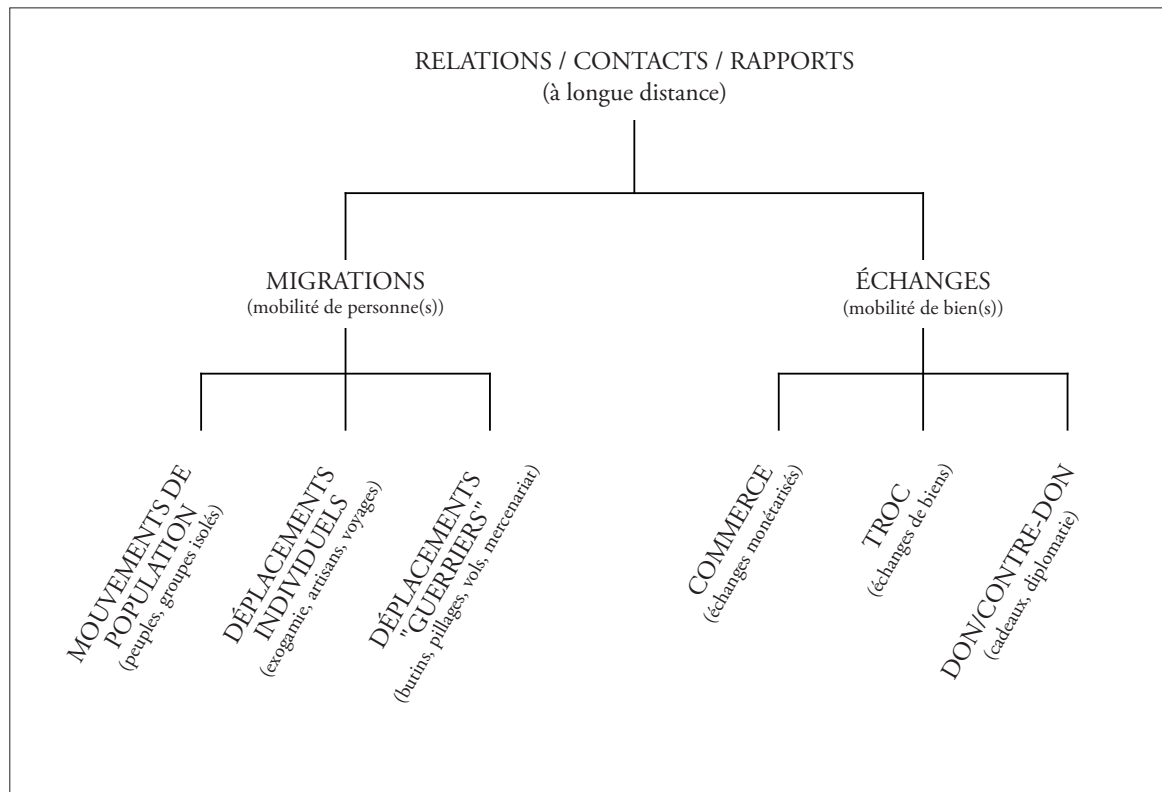 RELATIONS / CONTACTS / RAPPORTS
(à longue distance)
MIGRATIONS
(mobilité de personne(s))
ÉCHANGES
(mobilité de bien(s))
MOUVEMENTS DE
POPULATION
(peuples, groupes isolés)
DÉPLACEMENTS
INDIVIDUELS
(exogamie, artisans, voyages)
DÉPLACEMENTS
"GUERRIERS"
(butins, pillages, vols, mercenariat)
COMMERCE
(échanges monétarisés)
TROC
(échanges de biens)
DON/CONTRE-DON
(cadeaux, diplomatie)